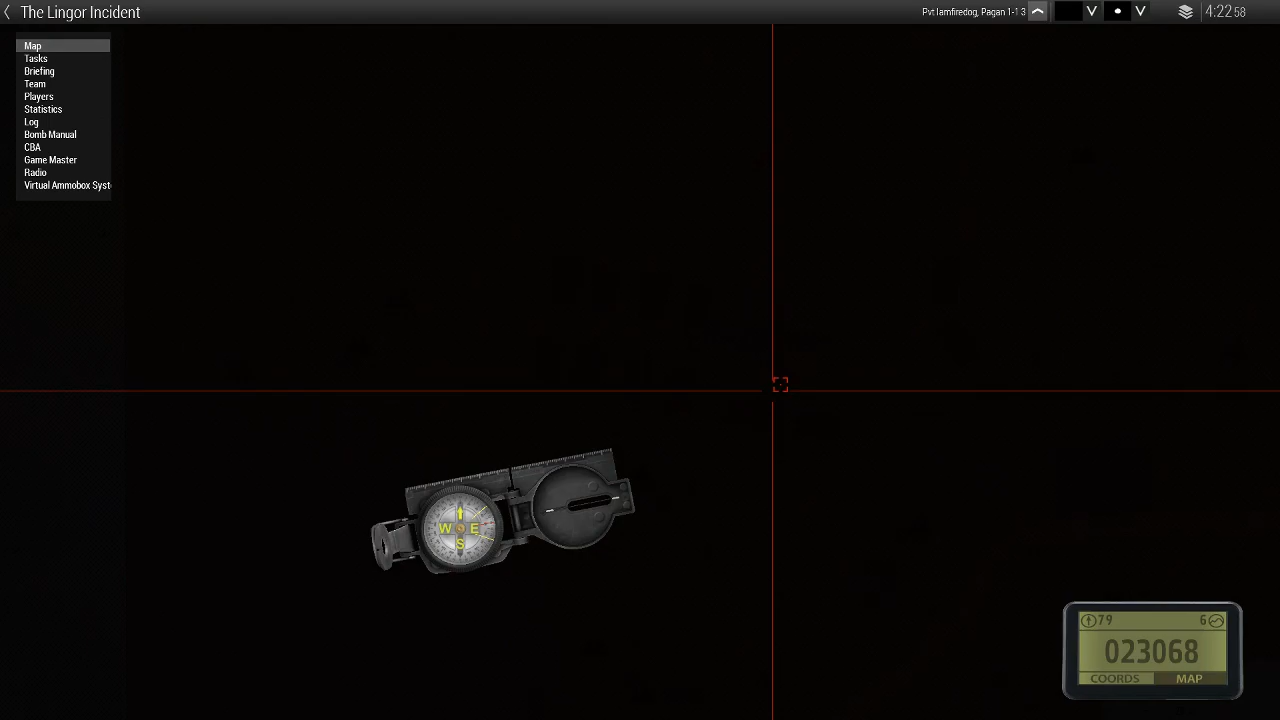 The Lingor Incident
Pvt Iamfiredog, Pagan 1-1 3
4:22 58
Map
Tasks
Briefing
Team
Players
Statistics
Log
Bomb Manual
CBA
Game Master
Radio
Virtual Ammobox Syst
W E
S
79 6
023068
COORDS MAP